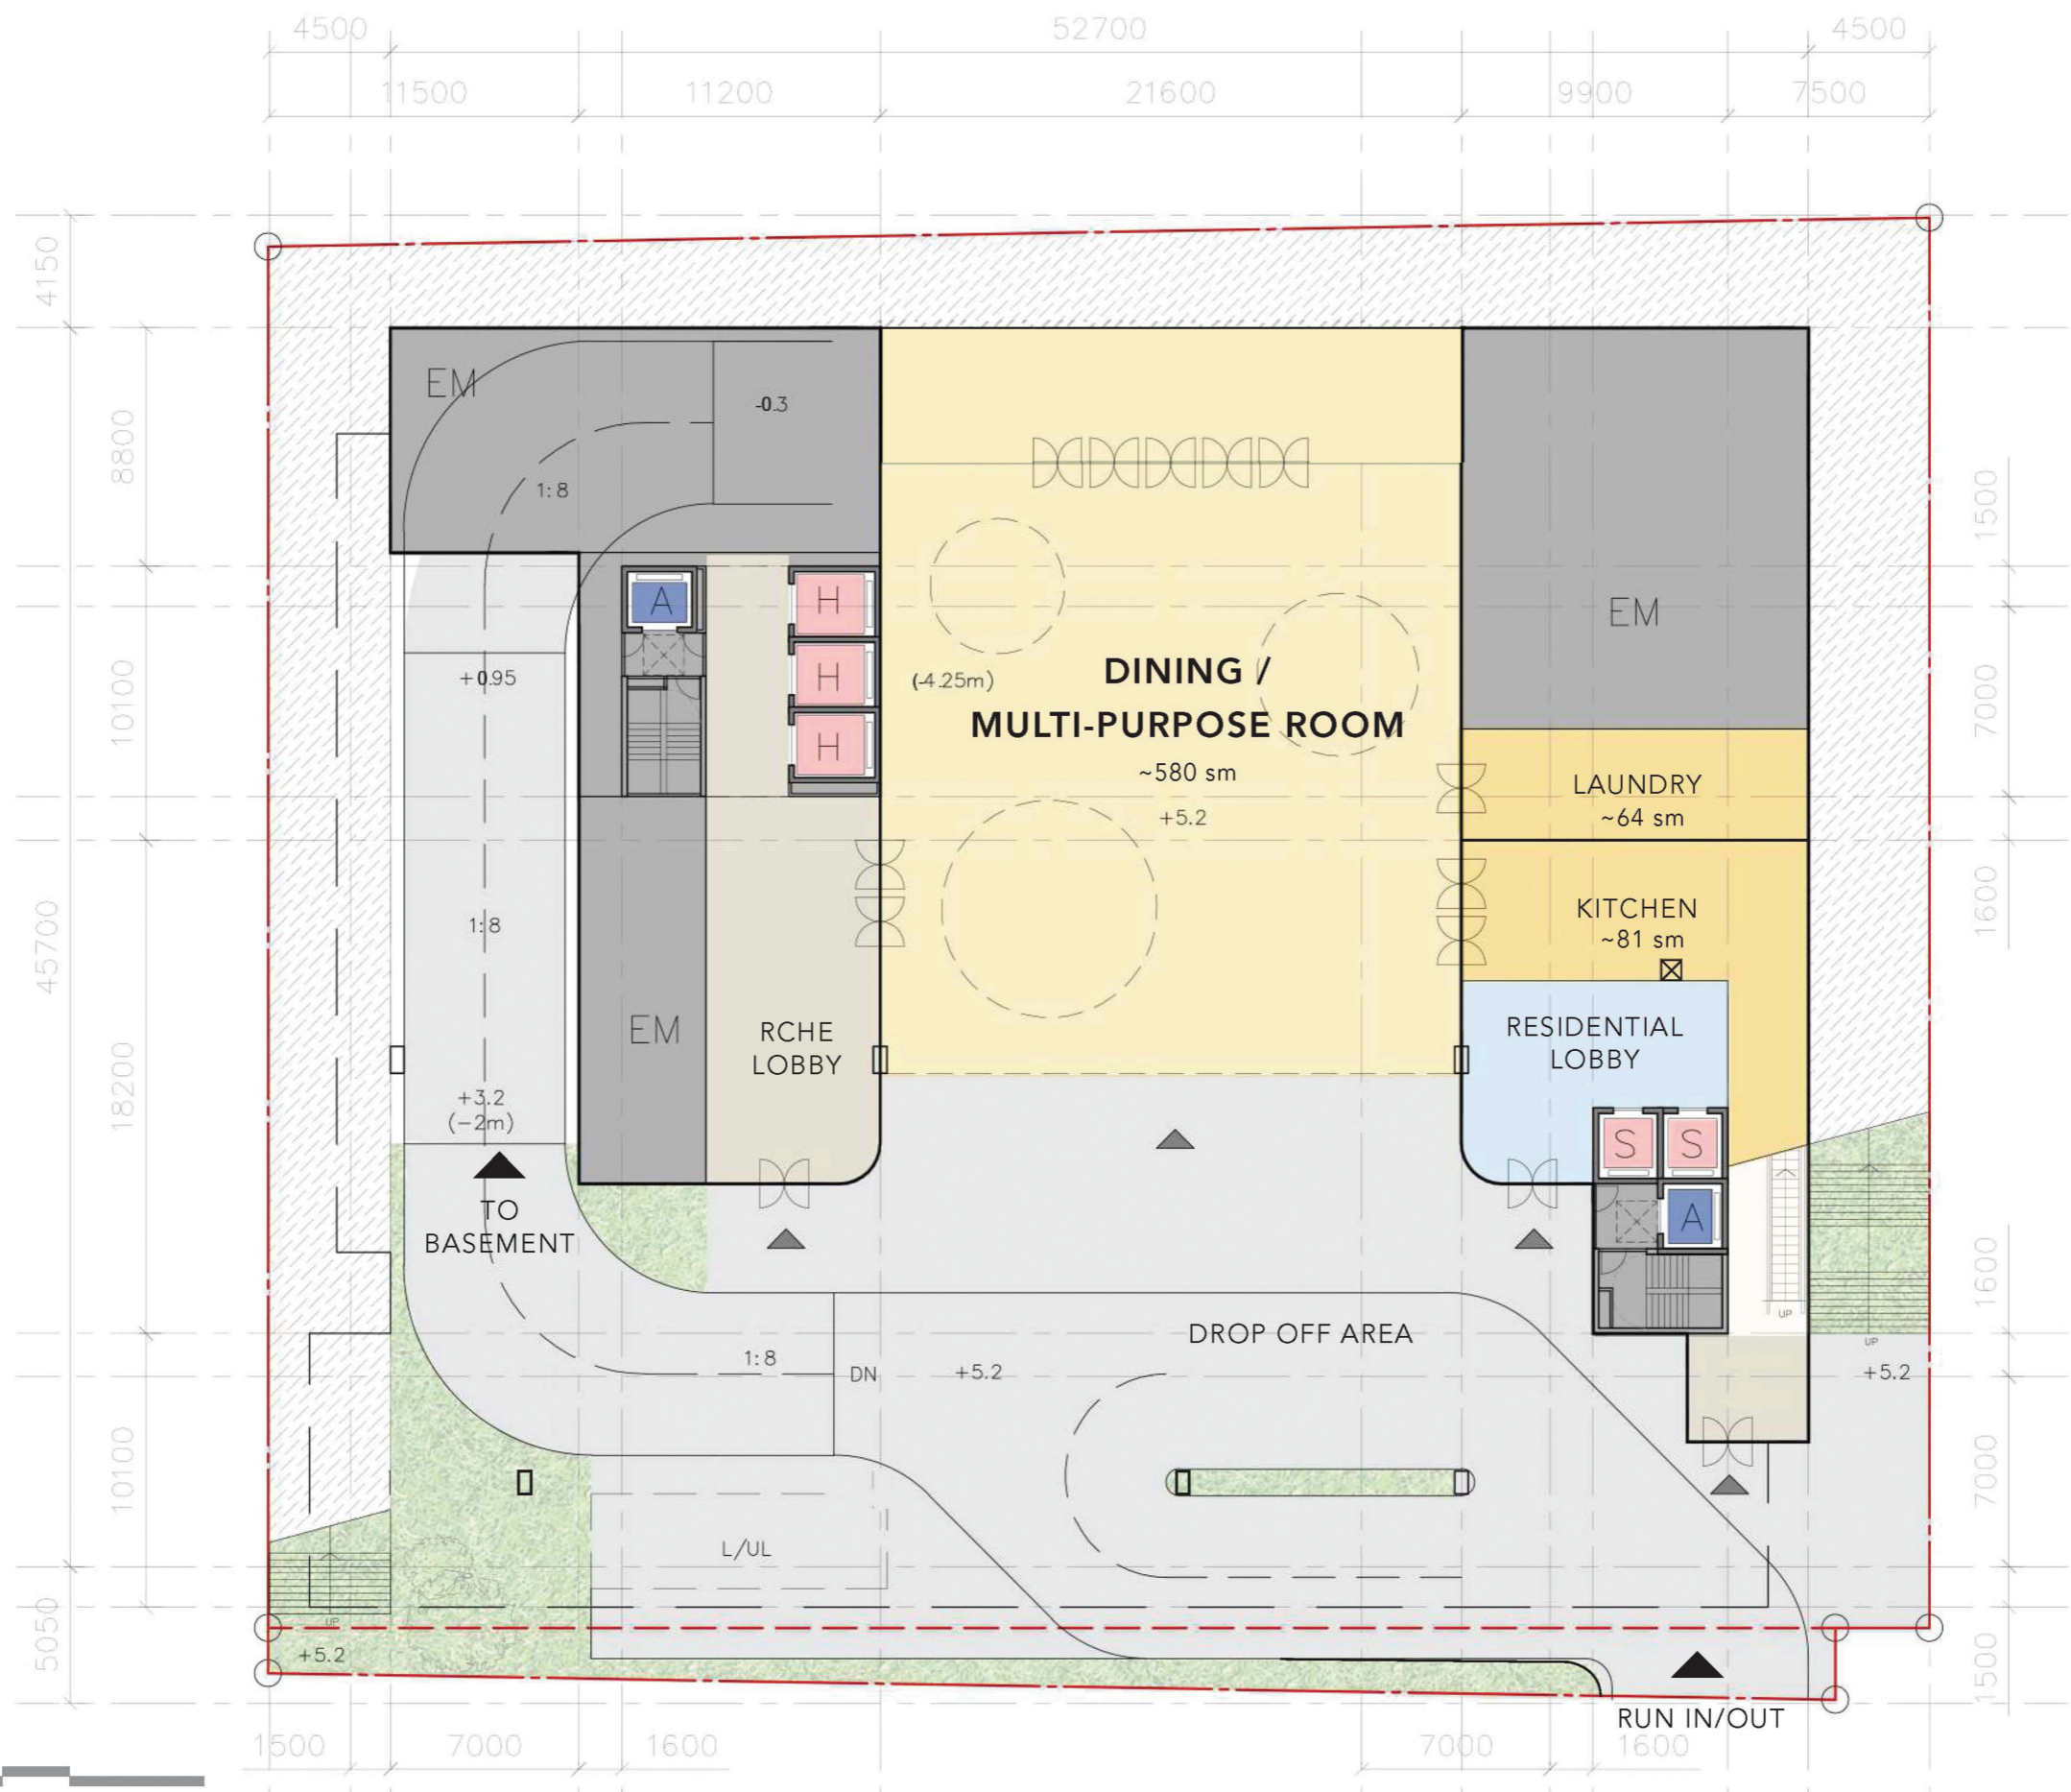 4500
52700
4500
11500
11200
21600
9900
7500
4150
EM
-0.3
8800
1:8
1500
A
H
EM
+0.95
H
(-4.25m)
DINING /
MULTI-PURPOSE ROOM
10100
7000
H
~580 sm
LAUNDRY
~64 sm
+5.2
1:8
KITCHEN
~81 sm
1600
45700
EM
RCHE
LOBBY
RESIDENTIAL
LOBBY
18200
+3.2
(-2m)
S
S
TO
BASEMENT
A
1600
UP
DROP OFF AREA
UP
1:8
DN
+5.2
+5.2
10100
7000
L/UL
5050
UP
+5.2
1500
RUN IN/OUT
1500
7000
1600
7000
1600